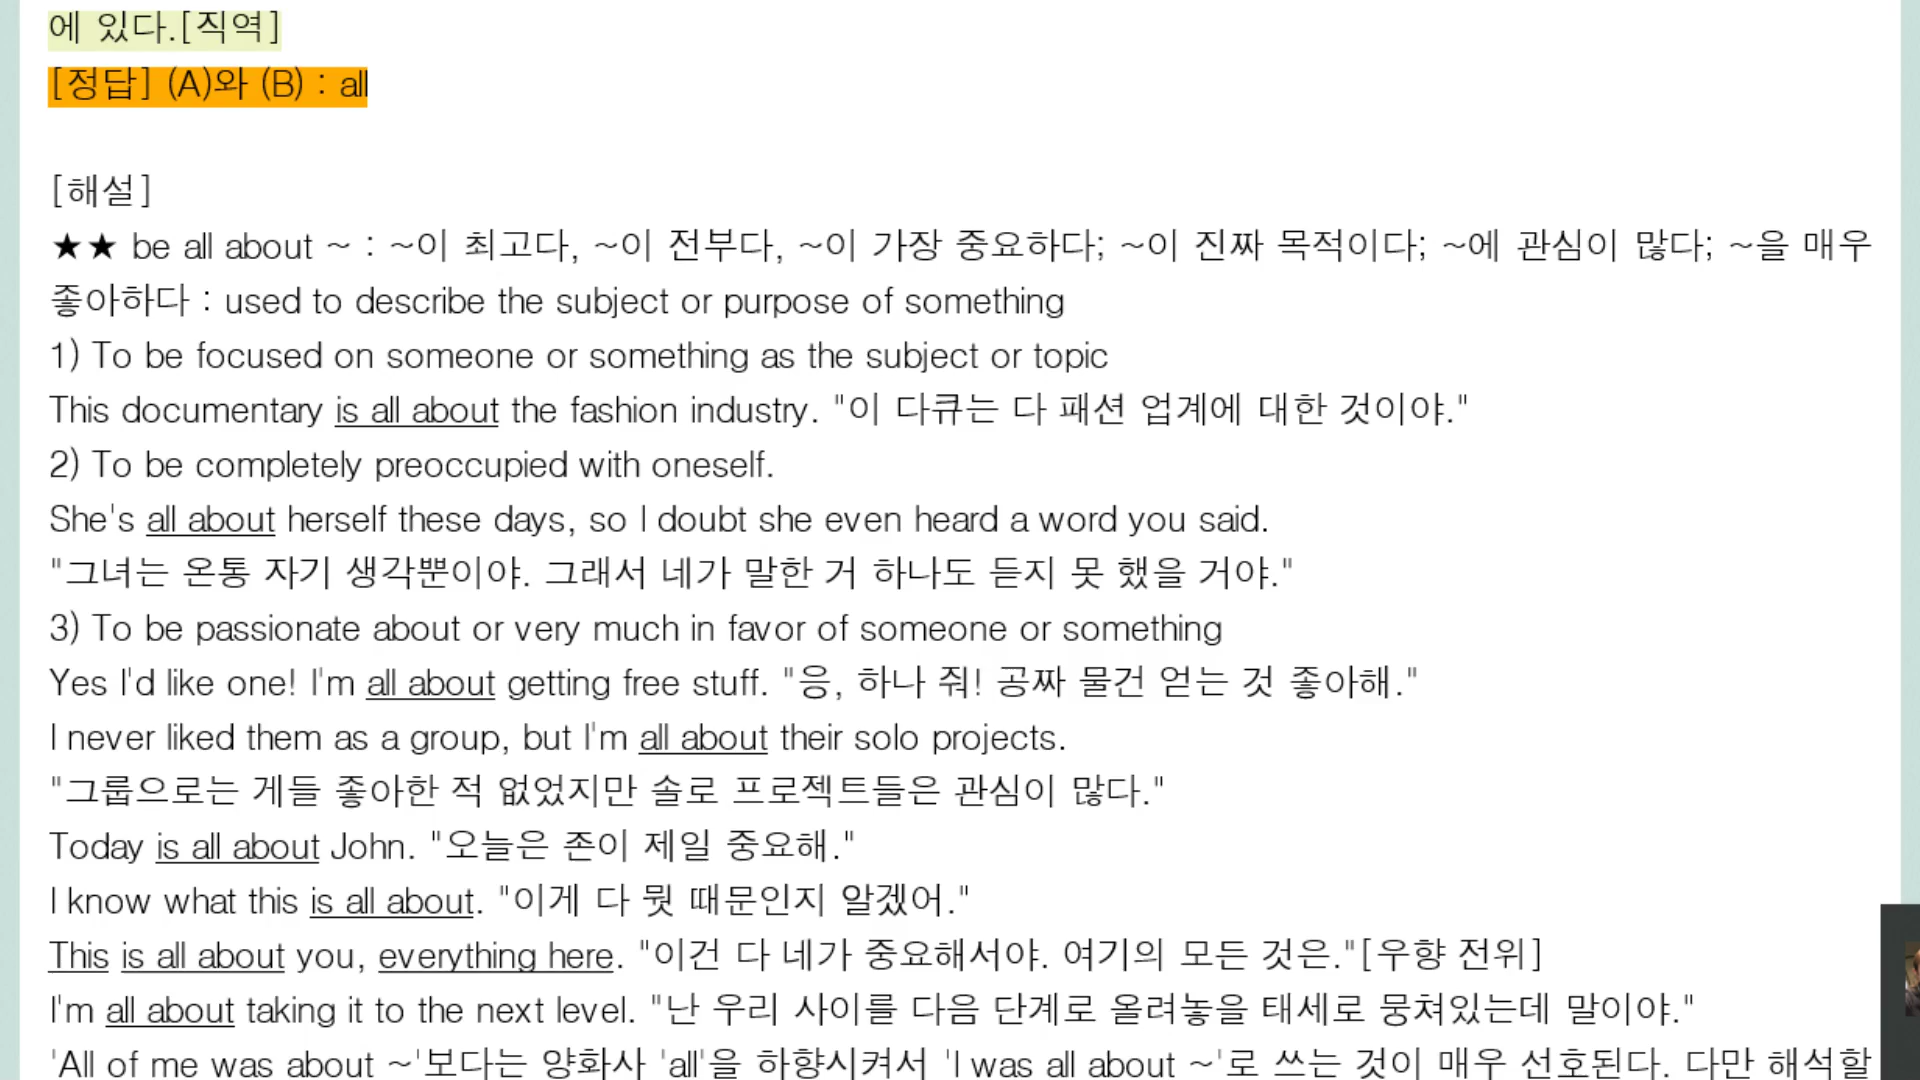 에 있다.[직역]
[정답] (A)와 (B) : all
[해설]
★★ be all about ~ : ~이 최고다, ~이 전부다, ~이 가장 중요하다; ~이 진짜 목적이다; ~에 관심이 많다; ~을 매우
좋아하다 : used to describe the subject or purpose of something
1) To be focused on someone or something as the subject or topic
This documentary is all about the fashion industry. "이 다큐는 다 패션 업계에 대한 것이야."
2) To be completely preoccupied with oneself.
She's all about herself these days, so I doubt she even heard a word you said.
"그녀는 온통 자기 생각뿐이야. 그래서 네가 말한 거 하나도 듣지 못 했을 거야."
3) To be passionate about or very much in favor of someone or something
Yes I'd like one! I'm all about getting free stuff. "응, 하나 줘! 공짜 물건 얻는 것 좋아해."
I never liked them as a group, but I'm all about their solo projects.
"그룹으로는 게들 좋아한 적 없었지만 솔로 프로젝트들은 관심이 많다."
Today is all about John. "오늘은 존이 제일 중요해."
I know what this is all about. "이게 다 뭣 때문인지 알겠어."
This is all about you, everything here. "이건 다 네가 중요해서야. 여기의 모든 것은."[우향 전위]
I'm all about taking it to the next level. "난 우리 사이를 다음 단계로 올려놓을 태세로 뭉쳐있는데 말이야."
'All of me was about ~'보다는 양화사 'all'을 하향시켜서 'I was all about ~'로 쓰는 것이 매우 선호된다. 다만 해석할